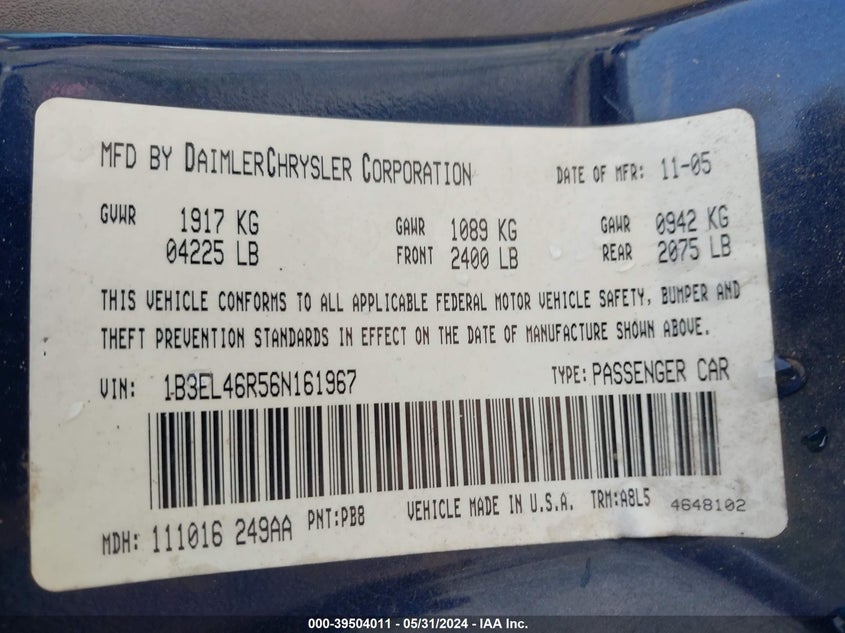 MFD BY DAIMLERCHRYSLER CORPORATION DATE OF MFR: 11-05
GVWR 1917 KG GAWR 1089 KG GAWR 0942 KG
04225 LB FRONT 2400 LB REAR 2075 LB
THIS VEHICLE CONFORMS TO ALL APPLICABLE FEDERAL MOTOR VEHICLE SAFETY, BUMPER AND
THEFT PREVENTION STANDARDS IN EFFECT ON THE DATE OF MANUFACTURE SHOWN ABOVE.
VIN: 1B3EL46R56N161967 TYPE: PASSENGER CAR
MDH: 111016 249AA PNT:PB8 VEHICLE MADE IN U.S.A. TRM:A8L5 4648102
000-39504011 - 05/31/2024 - IAA Inc.